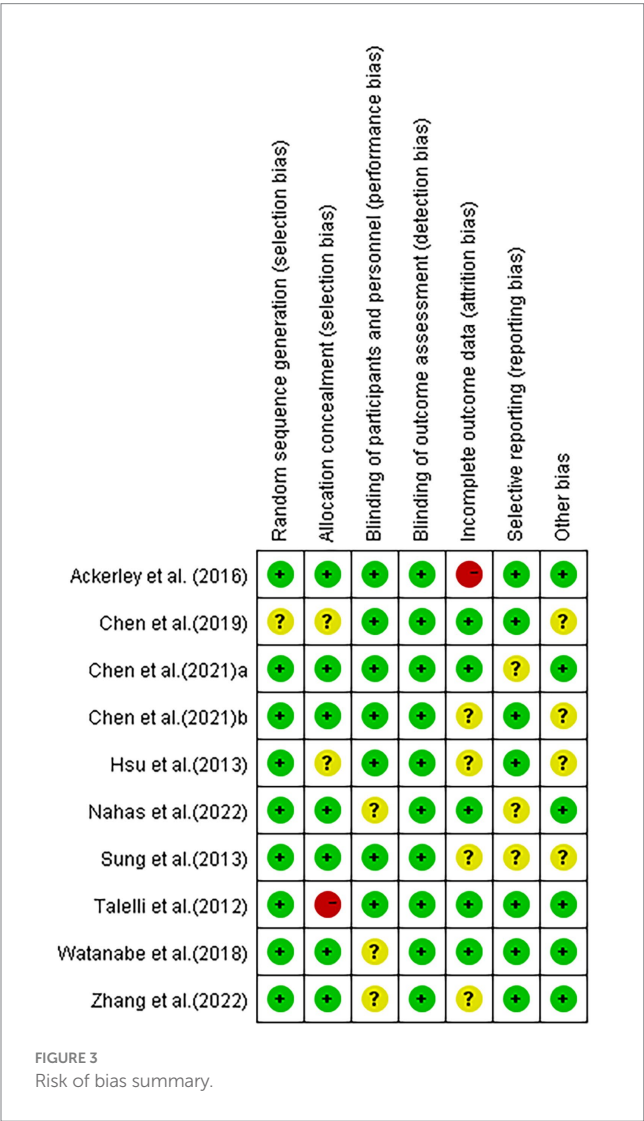 Random sequence generation (selection bias)
Allocation concealment (selection bias)
Blinding of participants and personnel (performance bias)
Blinding of outcome assessment (detection bias)
Incomplete outcome data (attrition bias)
Selective reporting (reporting bias)
Other bias
Ackerley et al. (2016) + + + + - + +
Chen et al.(2019) ? ? + + + + ?
Chen et al.(2021)a + + + + + ? +
Chen et al.(2021)b + + + + ? + ?
Hsu et al.(2013) + ? + + ? + ?
Nahas et al.(2022) + + ? + + ? +
Sung et al.(2013) + + + + ? ? ?
Talelli et al.(2012) + - + + + + +
Watanabe et al.(2018) + + ? + + + +
Zhang et al.(2022) + + ? + ? + +
FIGURE 3
Risk of bias summary.